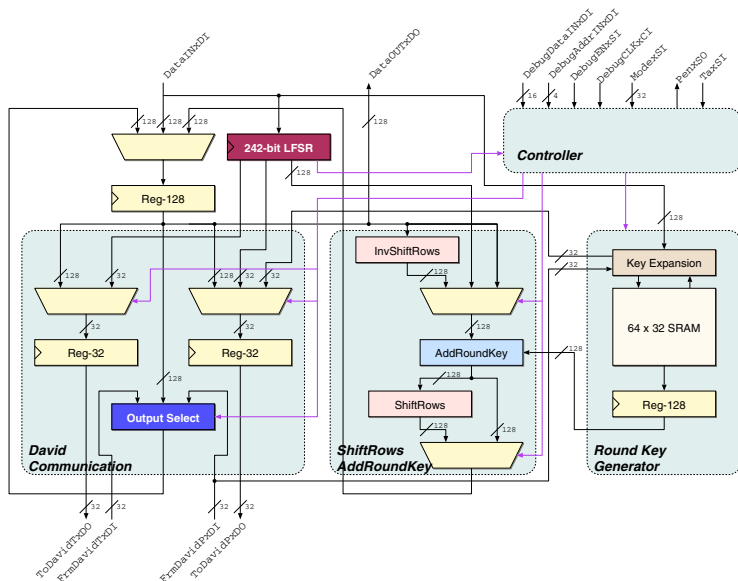 DataINxDI
DataOUTxDO
DebugDataINxDI
DebugAddrINxDI
DebugENxSI
DebugCLKxCI
ModexSI
PenxSO
TaxSI
16
4
32
128
128
128
128
242-bit LFSR
Controller
128
Reg-128
128
32
128
32
32
InvShiftRows
128
128
32
32
Key Expansion
128
32
32
128
64 x 32 SRAM
Reg-32
Reg-32
AddRoundKey
128
128
128
Output Select
ShiftRows
Reg-128
128
128
128
David
Communication
ShiftRows
AddRoundKey
Round Key
Generator
32
32
32
32
ToDavidTxDO
FrmDavidTxDI
FrmDavidPxDI
ToDavidPxDO